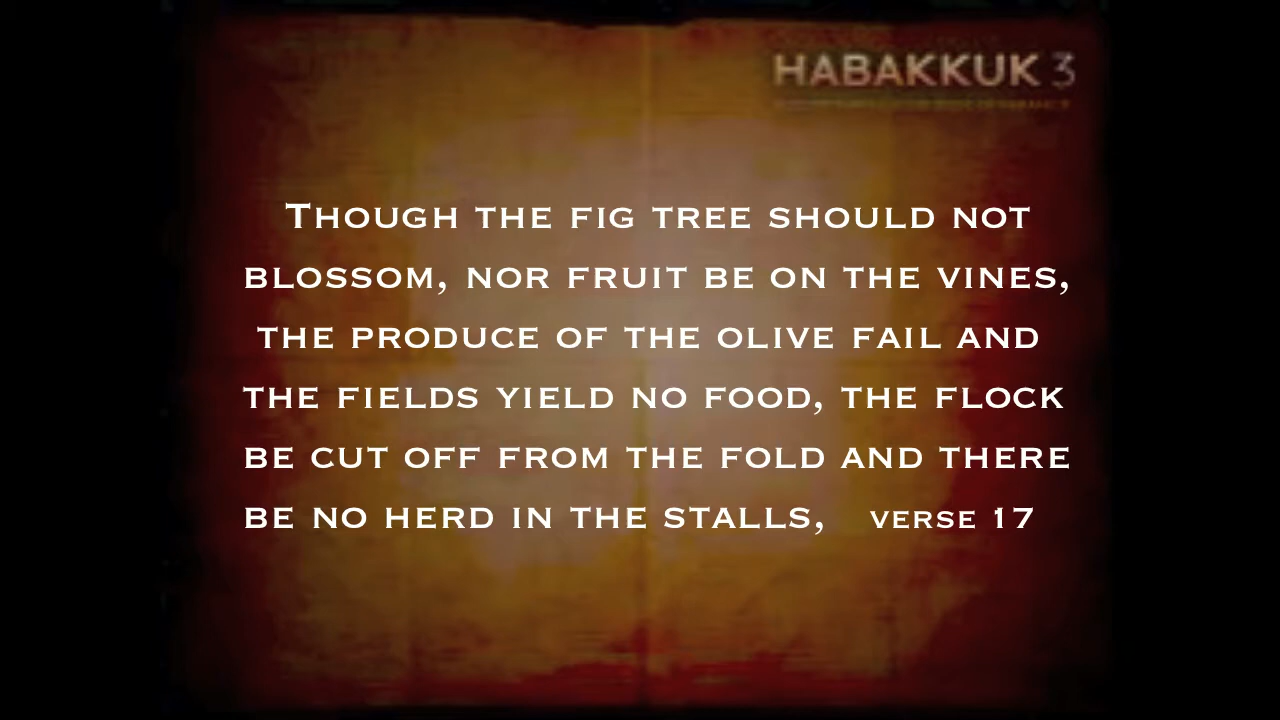 HABAKKUK 3
THOUGH THE FIG TREE SHOULD NOT
BLOSSOM, NOR FRUIT BE ON THE VINES,
THE PRODUCE OF THE OLIVE FAIL AND
THE FIELDS YIELD NO FOOD, THE FLOCK
BE CUT OFF FROM THE FOLD AND THERE
BE NO HERD IN THE STALLS, VERSE 17